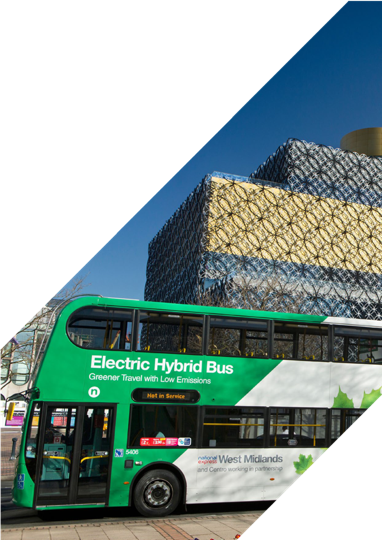 Electric Hybrid Bus
Greener Travel with Low Emissions
n
Not in Service
5406
national express West Midlands
and Centro working in partnership